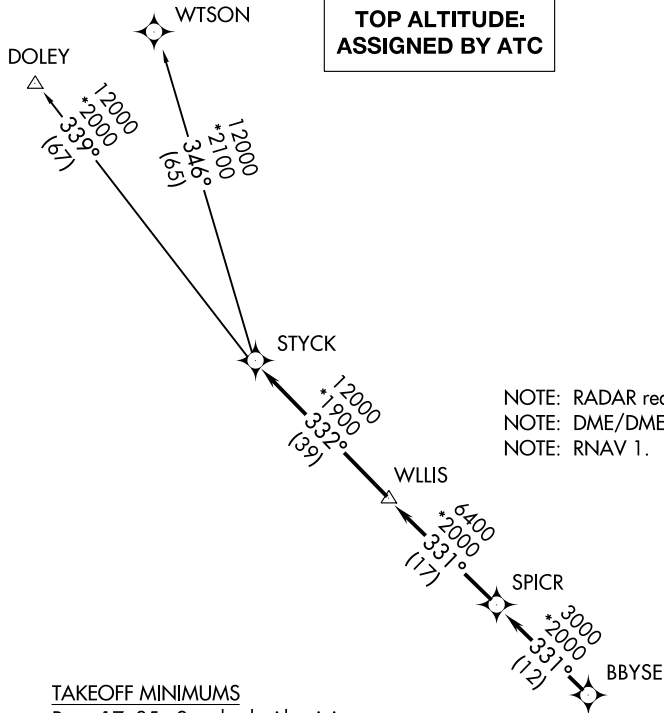 TOP ALTITUDE:
ASSIGNED BY ATC
WTSON
DOLEY
12000
*2000
339°
(67)
12000
*2100
346°
(65)
STYCK
12000
*1900
332°
(39)
NOTE: RADAR
NOTE: DME/DME
NOTE: RNAV 1.
WLLIS
6400
*2000
331°
(17)
SPICR
3000
*2000
331°
(12)
BBYSE
TAKEOFF MINIMUMS